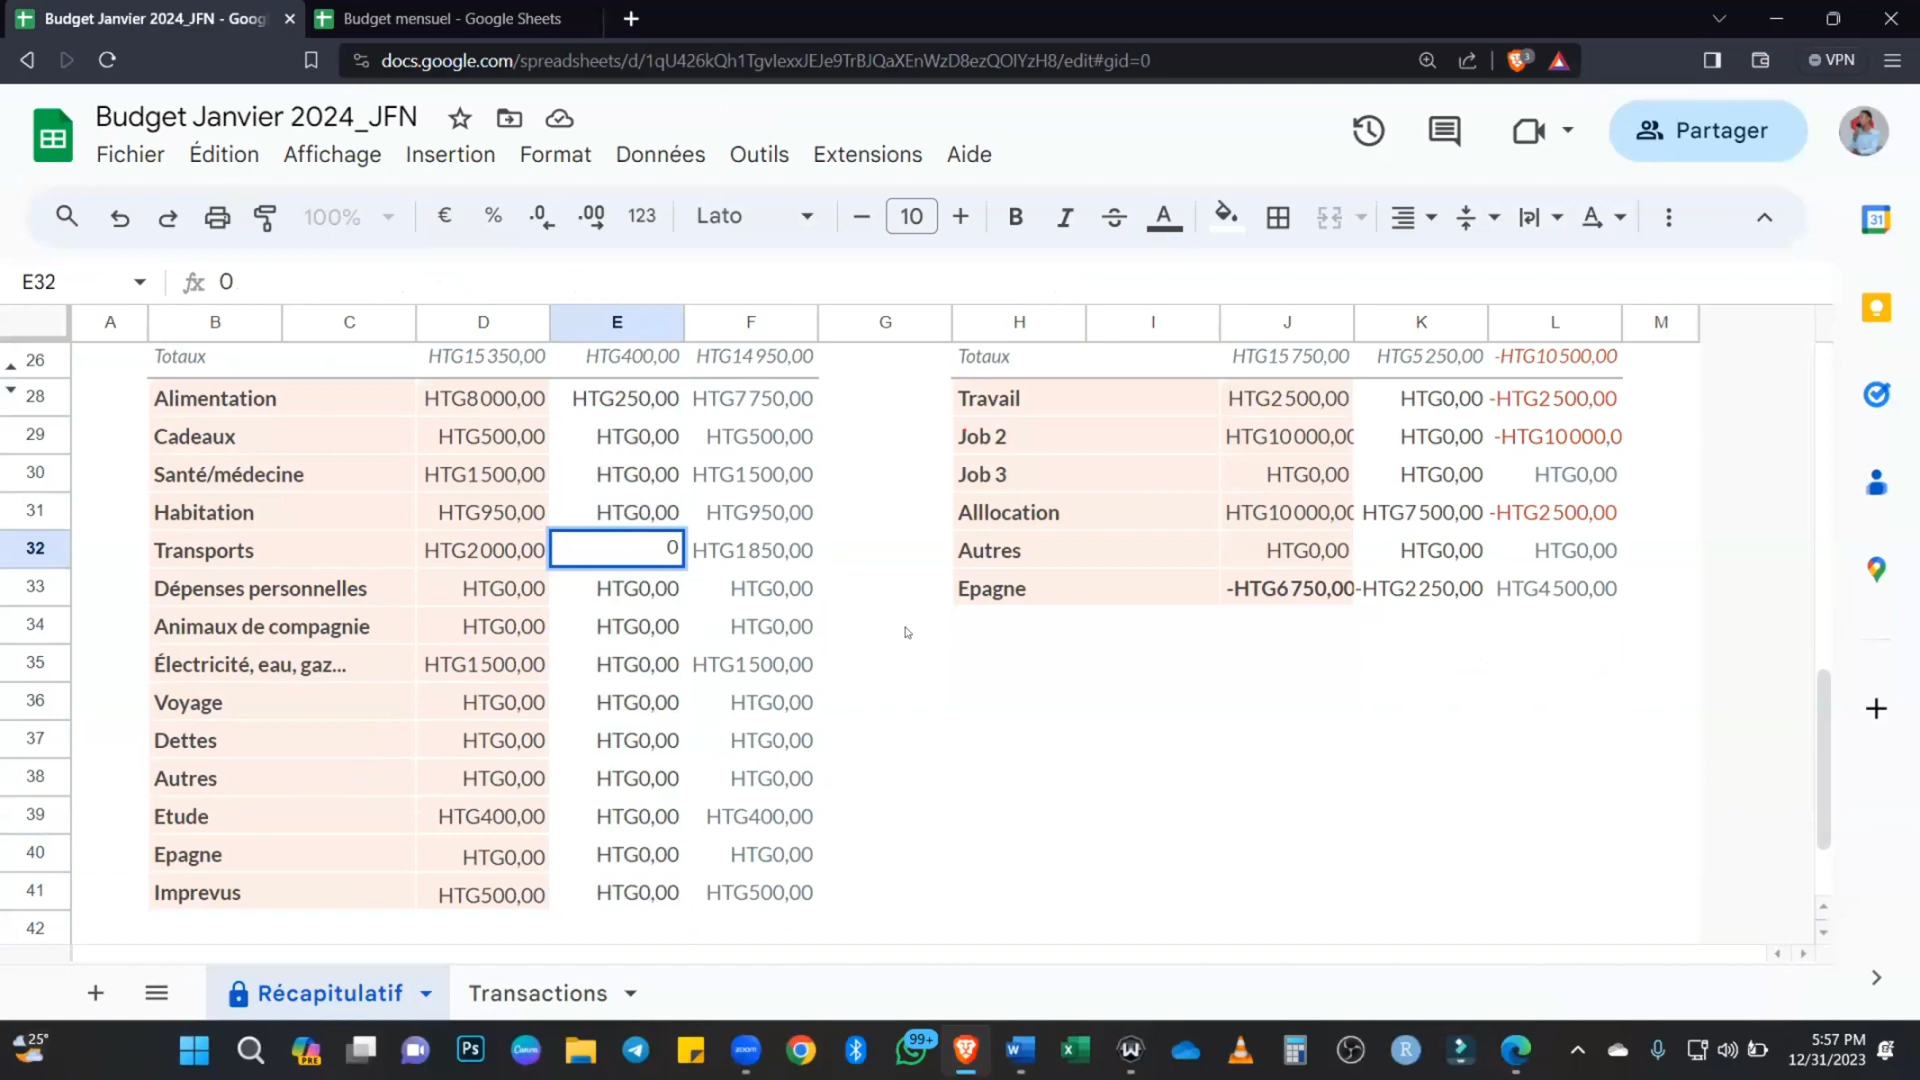 Budget Janvier 2024_JFN - Goog
Budget mensuel - Google Sheets
docs.google.com/spreadsheets/d/1qU426kQh1TgvIexxJEJe9TrBJQaXEnWzD8ezQOlYzH8/edit#gid=0
VPN
Budget Janvier 2024_JFN
Partager
Fichier Édition Affichage Insertion Format Données Outils Extensions Aide
100% € % .0 .00 123 Lato 10 B I A
31
E32 fx 0
A B C D E F G H I J K L M
26 Totaux HTG15 350,00 HTG400,00 HTG14 950,00 Totaux HTG15 750,00 HTG5 250,00 -HTG10 500,00
28 Alimentation HTG8 000,00 HTG250,00 HTG7 750,00 Travail HTG2 500,00 HTG0,00 -HTG2 500,00
29 Cadeaux HTG500,00 HTG0,00 HTG500,00 Job 2 HTG10 000,00 HTG0,00 -HTG10 000,0
30 Santé/médecine HTG1 500,00 HTG0,00 HTG1 500,00 Job 3 HTG0,00 HTG0,00 HTG0,00
31 Habitation HTG950,00 HTG0,00 HTG950,00 Alllocation HTG10 000,00 HTG7 500,00 -HTG2 500,00
32 Transports HTG2 000,00 0 HTG1 850,00 Autres HTG0,00 HTG0,00 HTG0,00
33 Dépenses personnelles HTG0,00 HTG0,00 HTG0,00 Epagne -HTG6 750,00 -HTG2 250,00 HTG4 500,00
34 Animaux de compagnie HTG0,00 HTG0,00 HTG0,00
35 Électricité, eau, gaz... HTG1 500,00 HTG0,00 HTG1 500,00
36 Voyage HTG0,00 HTG0,00 HTG0,00
37 Dettes HTG0,00 HTG0,00 HTG0,00
38 Autres HTG0,00 HTG0,00 HTG0,00
39 Etude HTG400,00 HTG0,00 HTG400,00
40 Epagne HTG0,00 HTG0,00 HTG0,00
41 Imprevus HTG500,00 HTG0,00 HTG500,00
42
Récapitulatif Transactions
25°
PRE
Ps
Canva
zoom
99+
W
R
5:57 PM
12/31/2023